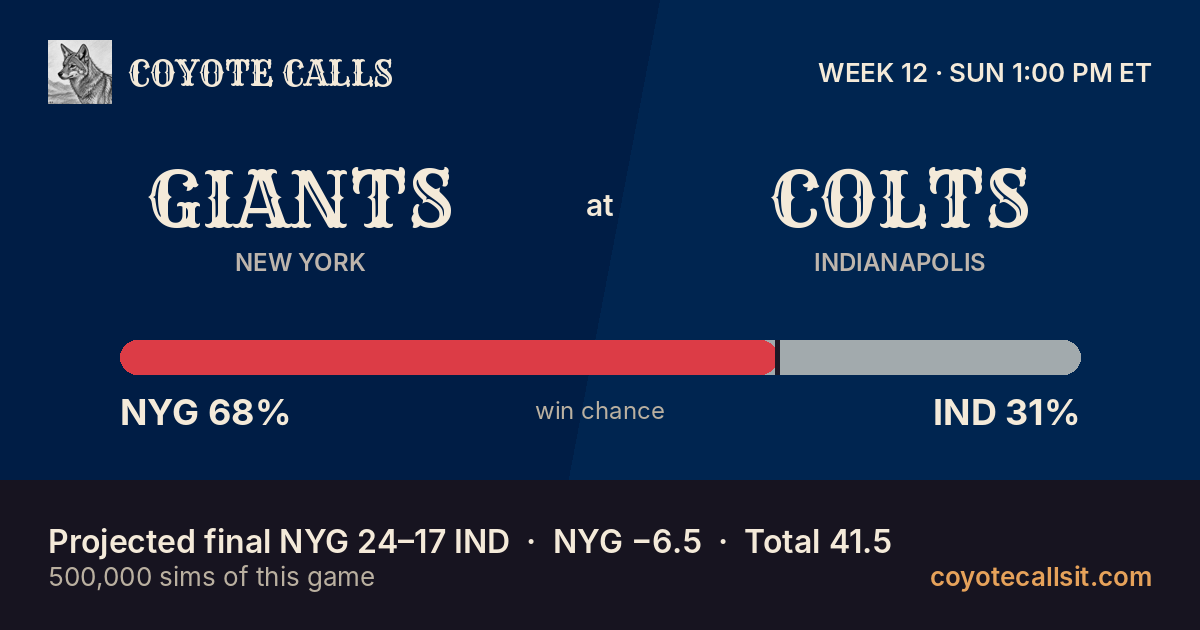 COYOTE CALLS
WEEK 12 · SUN 1:00 PM ET
GIANTS at COLTS
NEW YORK INDIANAPOLIS
NYG 68% win chance IND 31%
Projected final NYG 24–17 IND · NYG −6.5 · Total 41.5
500,000 sims of this game
coyotecallsit.com